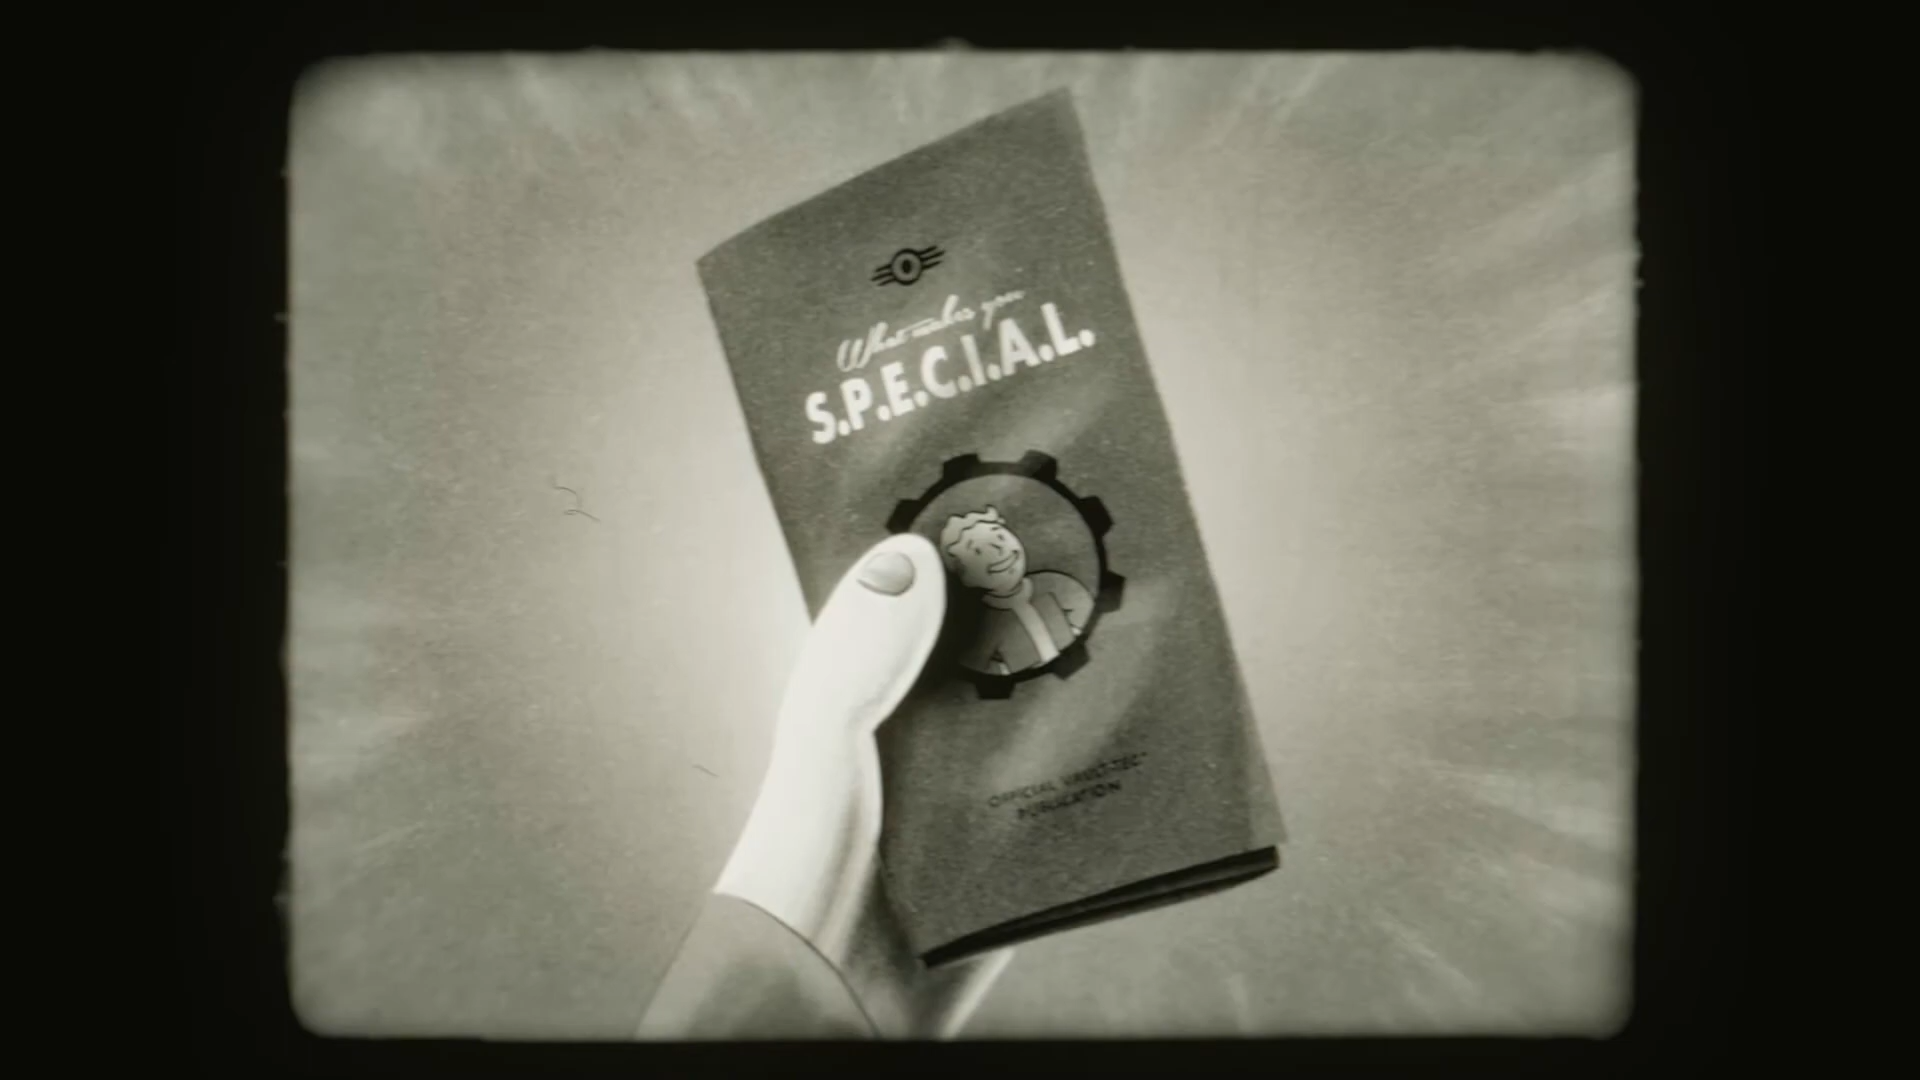 What makes you
S.P.E.C.I.A.L.
OFFICIAL VAULT-TEC
PUBLICATION